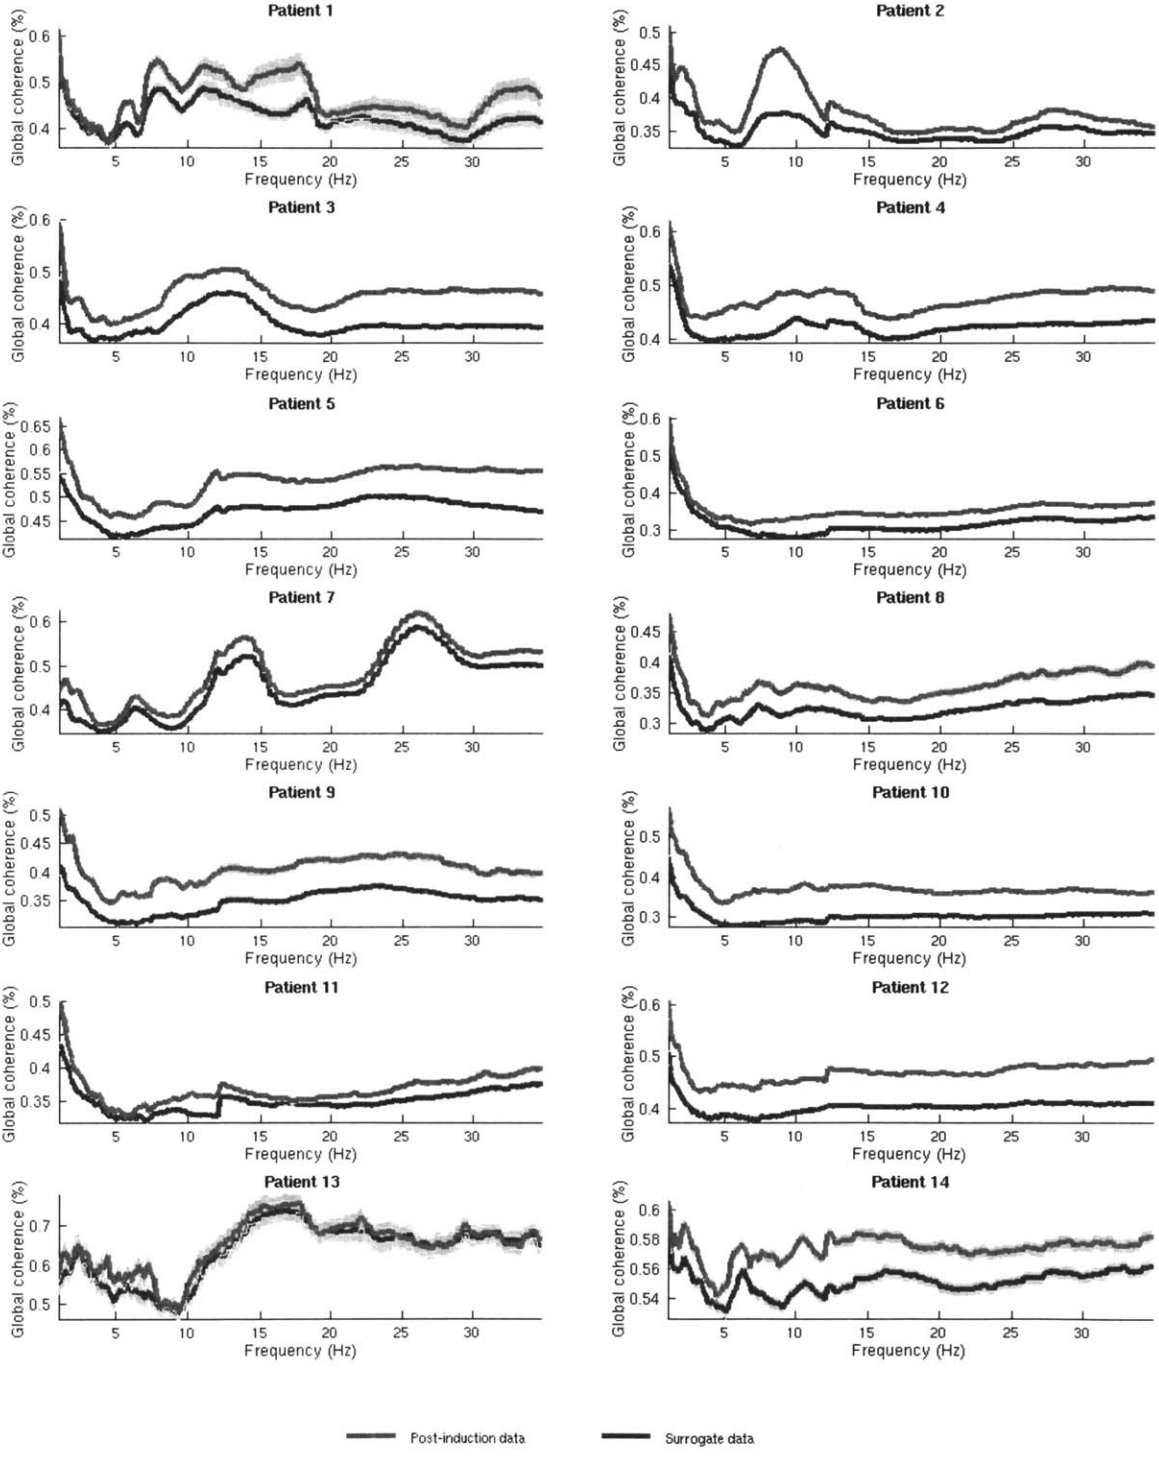 Patient 1
Global coherence (%)
0.6
0.5
0.4
5 10 15 20 25 30
Frequency (Hz)
Patient 2
Global coherence (%)
0.5
0.45
0.4
0.35
5 10 15 20 25 30
Frequency (Hz)
Patient 3
Global coherence (%)
0.6
0.5
0.4
5 10 15 20 25 30
Frequency (Hz)
Patient 4
Global coherence (%)
0.6
0.5
0.4
5 10 15 20 25 30
Frequency (Hz)
Patient 5
Global coherence (%)
0.65
0.6
0.55
0.5
0.45
5 10 15 20 25 30
Frequency (Hz)
Patient 6
Global coherence (%)
0.6
0.5
0.4
0.3
5 10 15 20 25 30
Frequency (Hz)
Patient 7
Global coherence (%)
0.6
0.5
0.4
5 10 15 20 25 30
Frequency (Hz)
Patient 8
Global coherence (%)
0.45
0.4
0.35
0.3
5 10 15 20 25 30
Frequency (Hz)
Patient 9
Global coherence (%)
0.5
0.45
0.4
0.35
5 10 15 20 25 30
Frequency (Hz)
Patient 10
Global coherence (%)
0.5
0.4
0.3
5 10 15 20 25 30
Frequency (Hz)
Patient 11
Global coherence (%)
0.5
0.45
0.4
0.35
5 10 15 20 25 30
Frequency (Hz)
Patient 12
Global coherence (%)
0.6
0.5
0.4
5 10 15 20 25 30
Frequency (Hz)
Patient 13
Global coherence (%)
0.7
0.6
0.5
5 10 15 20 25 30
Frequency (Hz)
Patient 14
Global coherence (%)
0.6
0.58
0.56
0.54
5 10 15 20 25 30
Frequency (Hz)
Post-induction data
Surrogate data